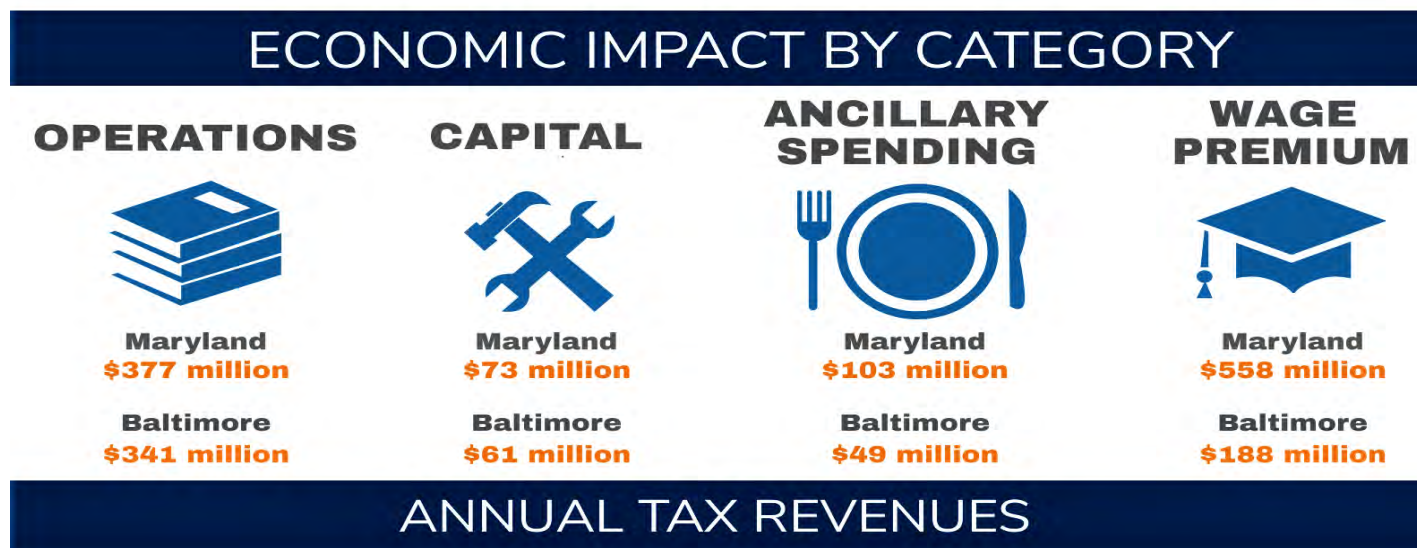 ECONOMIC IMPACT BY CATEGORY
OPERATIONS
Maryland
$377 million
Baltimore
$341 million
CAPITAL
Maryland
$73 million
Baltimore
$61 million
ANCILLARY
SPENDING
Maryland
$103 million
Baltimore
$49 million
WAGE
PREMIUM
Maryland
$558 million
Baltimore
$188 million
ANNUAL TAX REVENUES